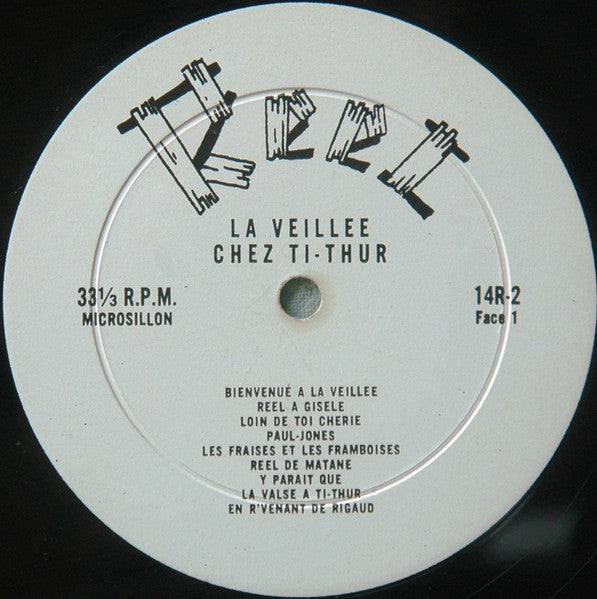 REEL
LA VEILLEE
CHEZ TI-THUR
33⅓ R.P.M.
MICROSILLON
14R-2
Face 1
BIENVENUÉ A LA VEILLEE
REEL A GISELE
LOIN DE TOI CHERIE
PAUL-JONES
LES FRAISES ET LES FRAMBOISES
REEL DE MATANE
Y PARAIT QUE
LA VALSE A TI-THUR
EN R'VENANT DE RIGAUD